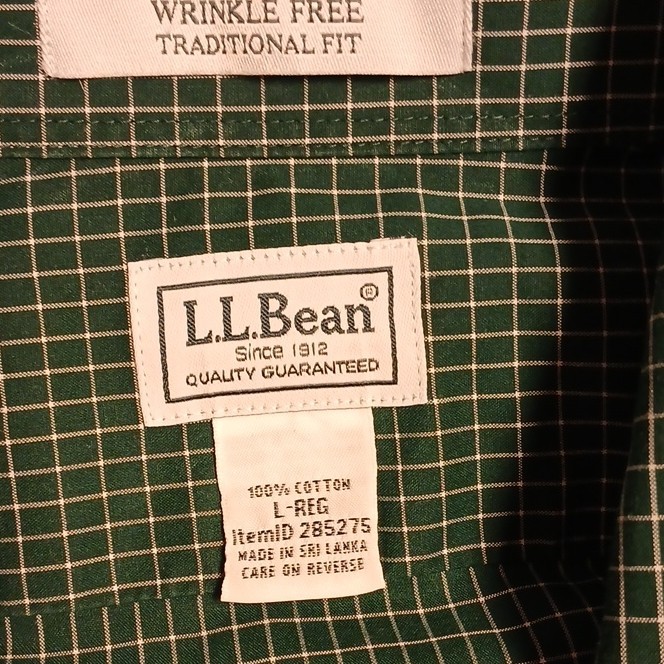 WRINKLE FREE
TRADITIONAL FIT
L.L.Bean®
Since 1912
QUALITY GUARANTEED
100% COTTON
L-REG
ItemID 285275
MADE IN SRI LANKA
CARE ON REVERSE